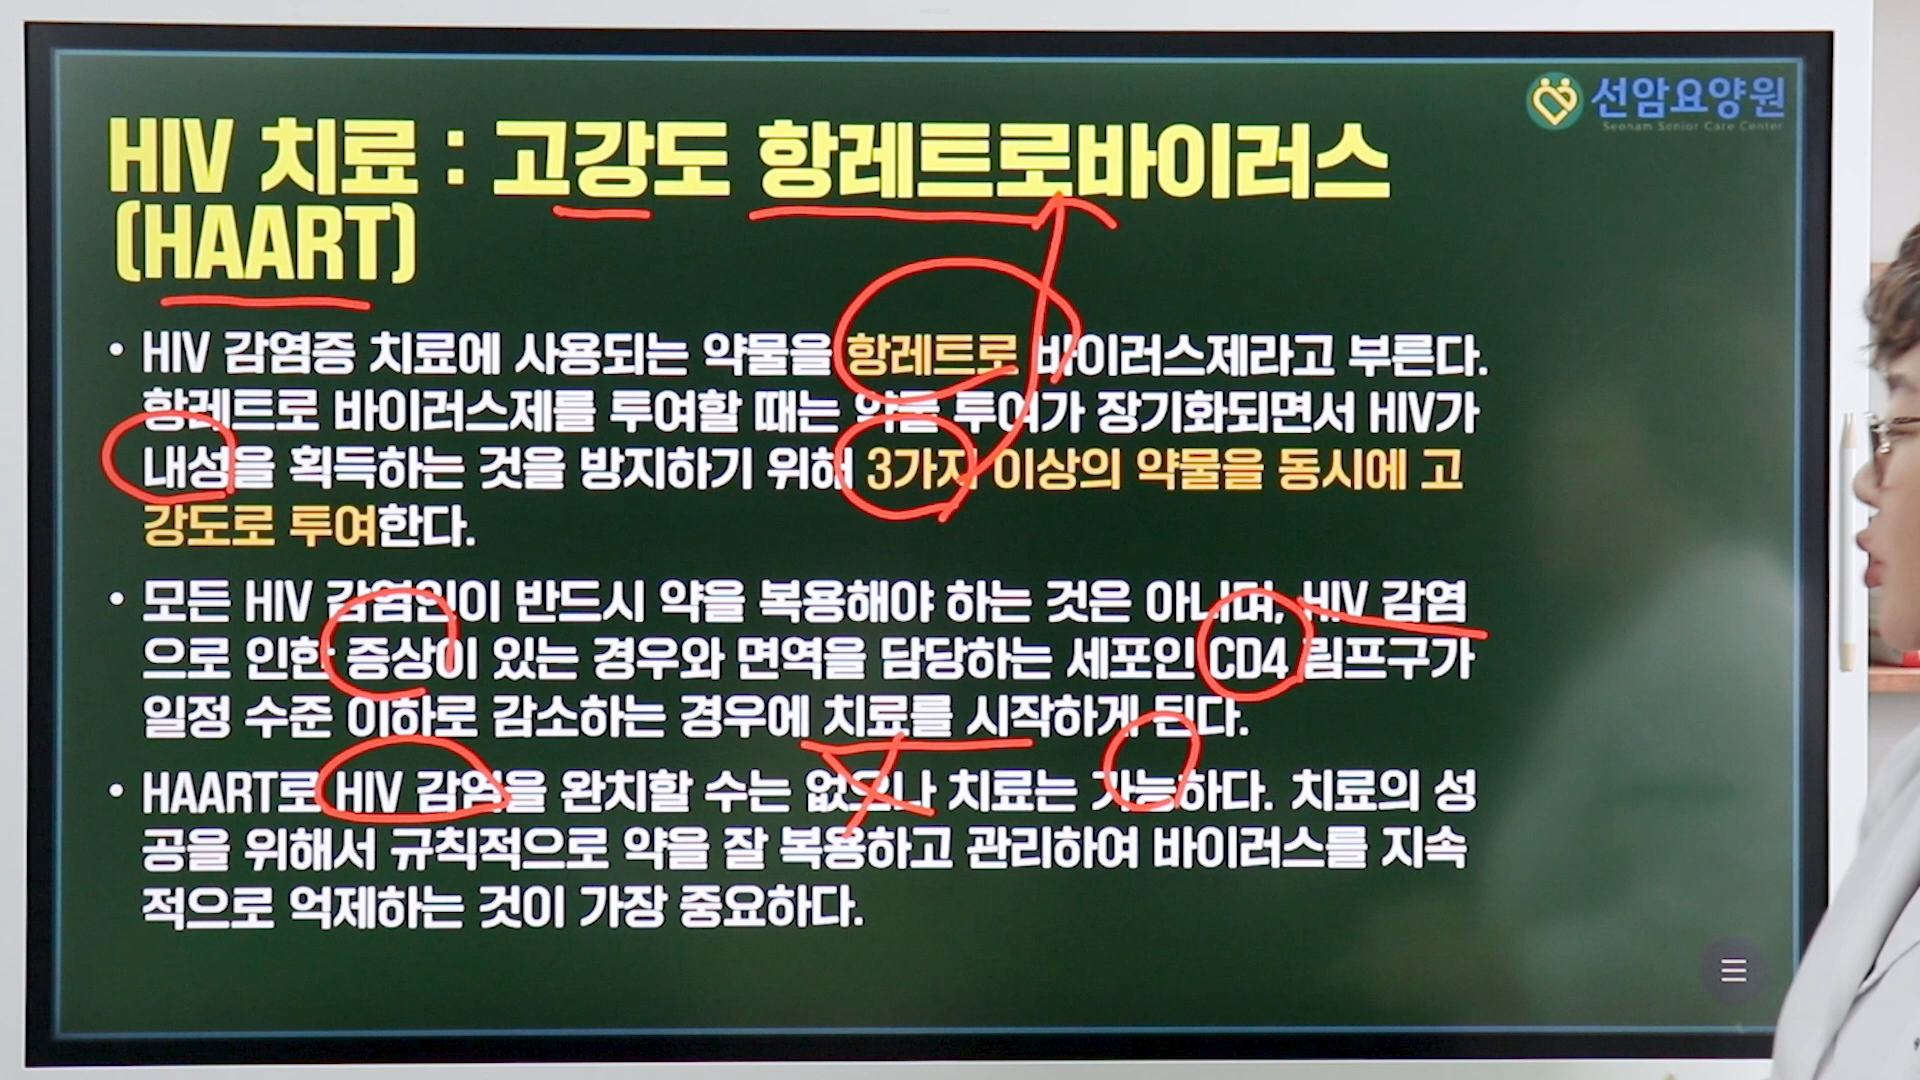 선암요양원
Seonam Senior Care Center
HIV 치료 : 고강도 항레트로바이러스
(HAART)
• HIV 감염증 치료에 사용되는 약물을 항레트로 바이러스제라고 부른다.
항레트로 바이러스제를 투여할 때는 약물 투여가 장기화되면서 HIV가
내성을 획득하는 것을 방지하기 위해 3가지 이상의 약물을 동시에 고
강도로 투여한다.
• 모든 HIV 감염인이 반드시 약을 복용해야 하는 것은 아니며, HIV 감염
으로 인한 증상이 있는 경우와 면역을 담당하는 세포인 CD4 림프구가
일정 수준 이하로 감소하는 경우에 치료를 시작하게 된다.
• HAART로 HIV 감염을 완치할 수는 없으나 치료는 가능하다. 치료의 성
공을 위해서 규칙적으로 약을 잘 복용하고 관리하여 바이러스를 지속
적으로 억제하는 것이 가장 중요하다.